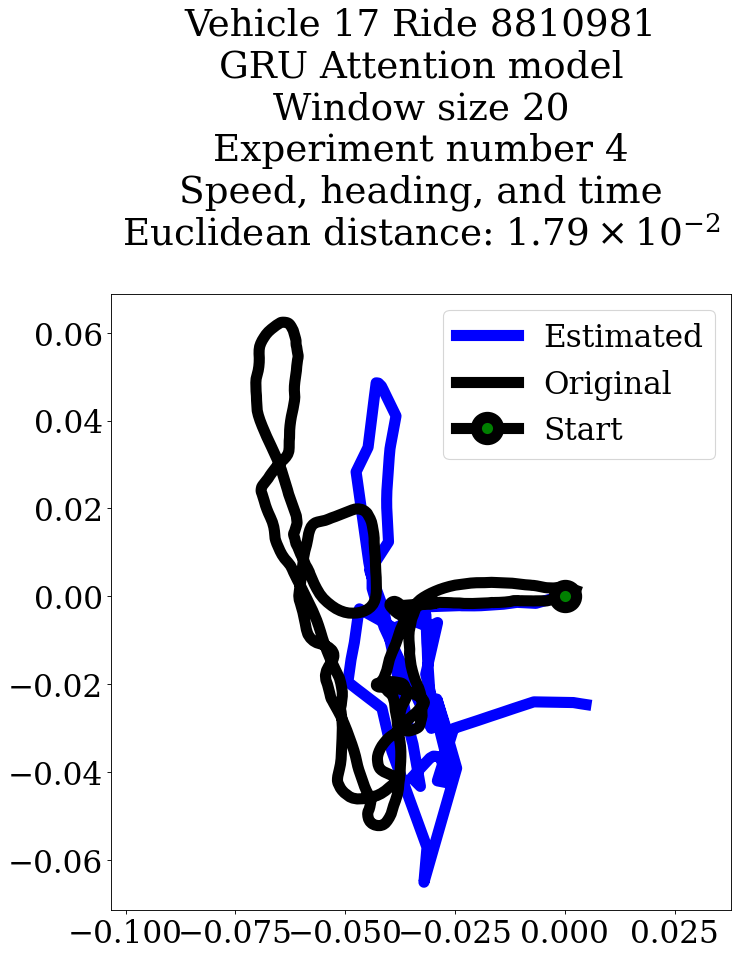 Vehicle 17 Ride 8810981
GRU Attention model
Window size 20
Experiment number 4
Speed, heading, and time
Euclidean distance: 1.79 × 10⁻²
Estimated
Original
Start
0.06
0.04
0.02
0.00
−0.02
−0.04
−0.06
−0.100 −0.075 −0.050 −0.025 0.000 0.025